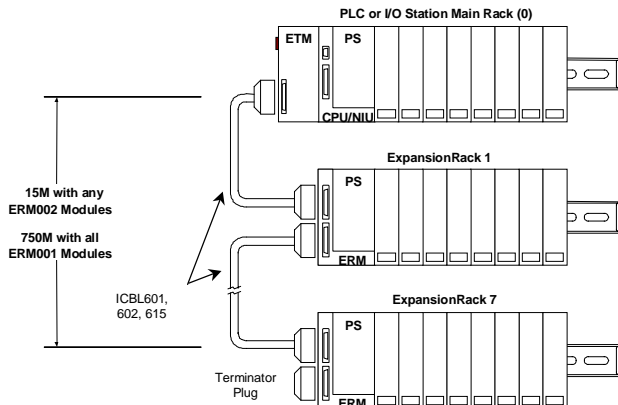 PLC or I/O Station Main Rack (0)
ETM PS
CPU/NIU
ExpansionRack 1
PS
15M with any
ERM002 Modules
750M with all
ERM001 Modules
ERM
ICBL601,
602, 615
ExpansionRack 7
PS
Terminator
Plug
ERM